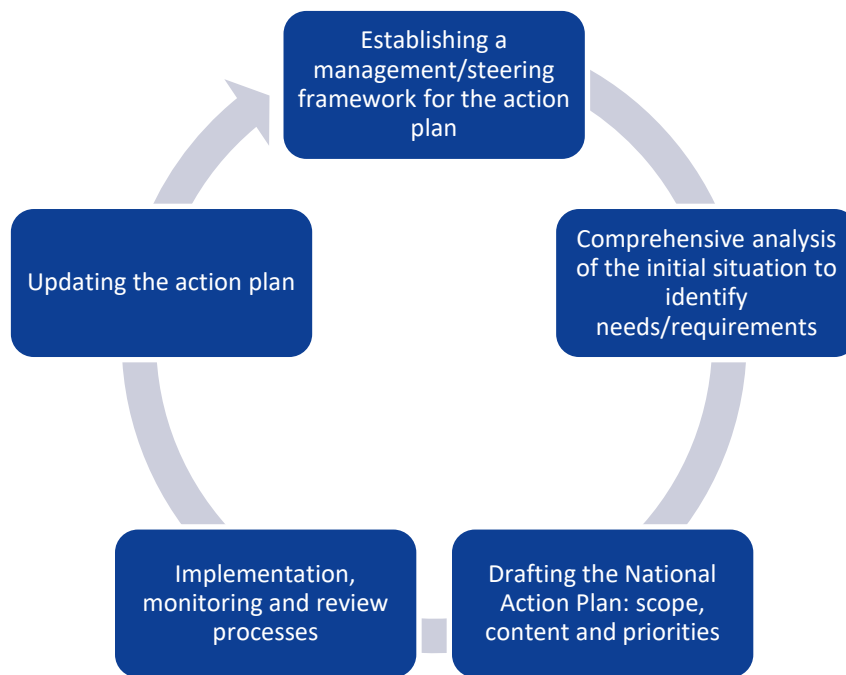 Establishing a
management/steering
framework for the action
plan
Comprehensive analysis
of the initial situation to
identify
needs/requirements
Drafting the National
Action Plan: scope,
content and priorities
Implementation,
monitoring and review
processes
Updating the action plan